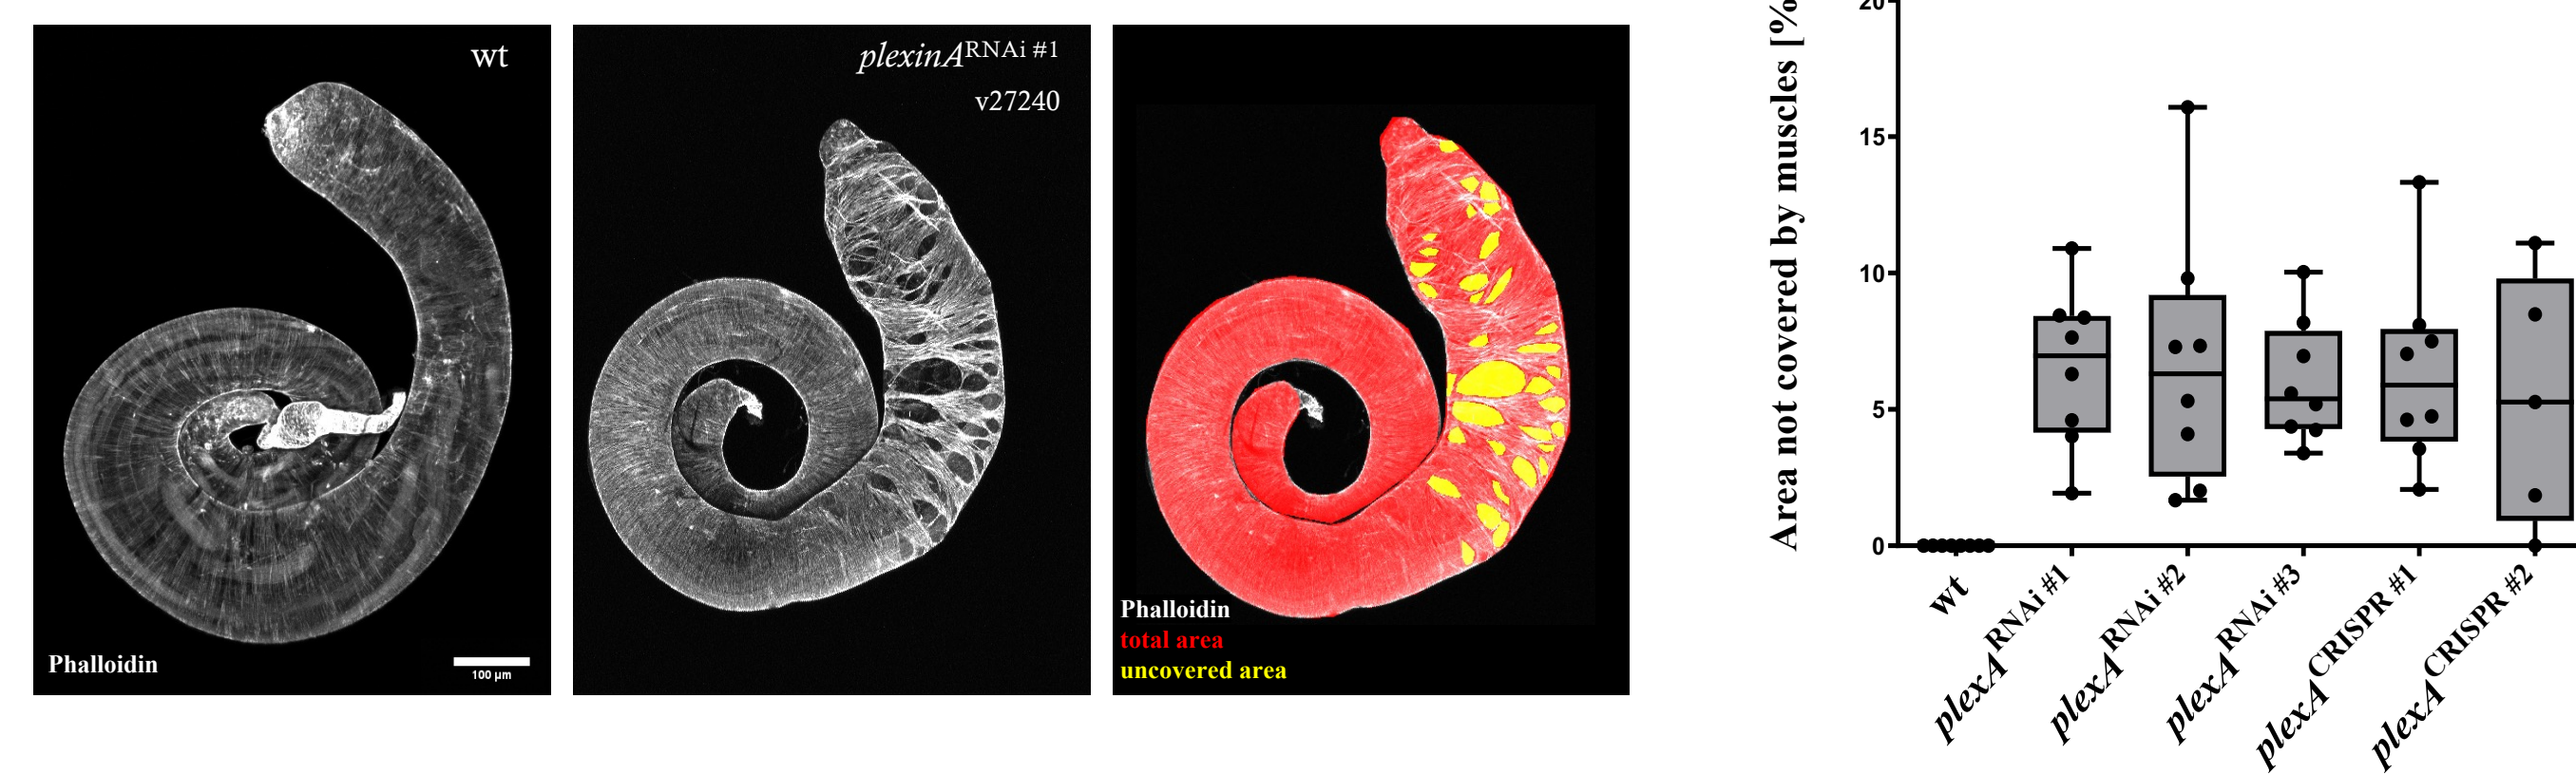 wt
Phalloidin
100 µm
plexinA^RNAi #1
v27240
Phalloidin
total area
uncovered area
Area not covered by muscles [%
20
15
10
5
0
wt
plexA^RNAi #1
plexA^RNAi #2
plexA^RNAi #3
plexA^CRISPR #1
plexA^CRISPR #2